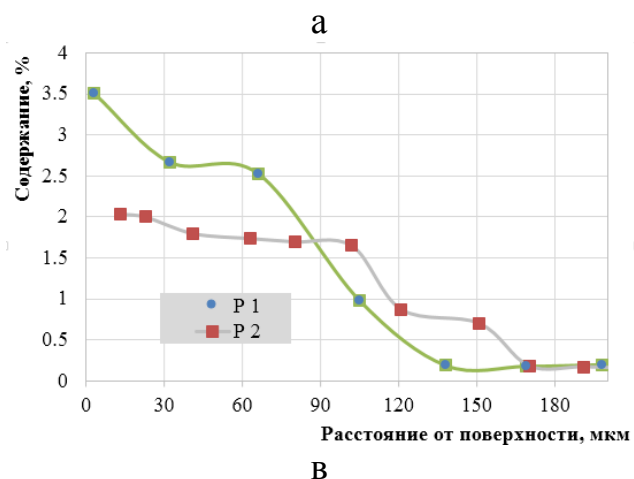 а
Содержание, %
4
3.5
3
2.5
2
1.5
1
0.5
0
Р 1
Р 2
0 30 60 90 120 150 180
Расстояние от поверхности, мкм
в